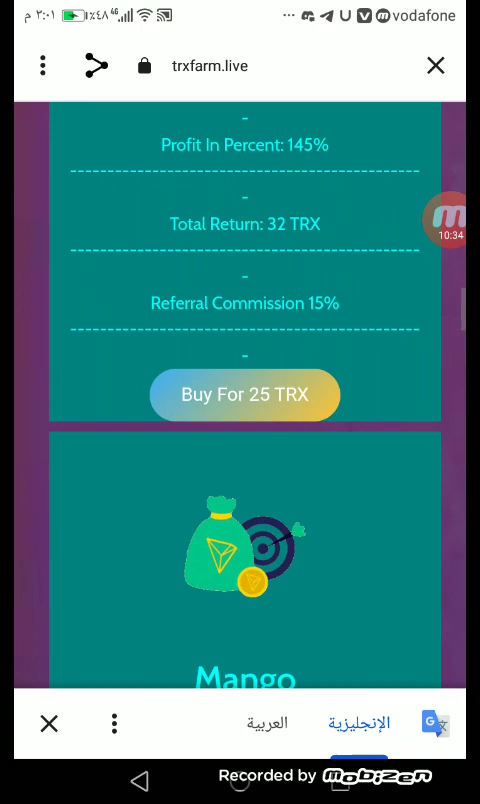 ٣:٠١ م ٤٨٪ 4G vodafone
trxfarm.live
-
Profit In Percent: 145%
--------------------------------------------------
-
Total Return: 32 TRX
--------------------------------------------------
-
Referral Commission 15%
--------------------------------------------------
-
10:34
Buy For 25 TRX
Mango
العربية
الإنجليزية
Recorded by mobizen